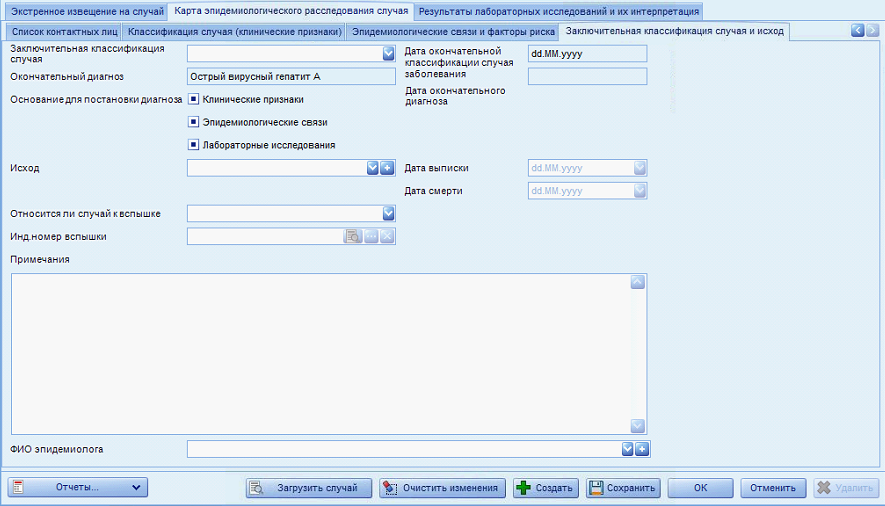 Экстренное извещение на случай
Карта эпидемиологического расследования случая
Результаты лабораторных исследований и их интерпретация
Список контактных лиц
Классификация случая (клинические признаки)
Эпидемиологические связи и факторы риска
Заключительная классификация случая и исход
Заключительная классификация
случая
Дата окончательной
классификации случая
заболевания
dd.MM.yyyy
Окончательный диагноз
Острый вирусный гепатит А
Дата окончательного
диагноза
Основание для постановки диагноза
Клинические признаки
Эпидемиологические связи
Лабораторные исследования
Исход
Дата выписки
dd.MM.yyyy
Дата смерти
dd.MM.yyyy
Относится ли случай к вспышке
Инд.номер вспышки
Примечания
ФИО эпидемиолога
Отчеты...
Загрузить случай
Очистить изменения
Создать
Сохранить
ОК
Отменить
Удалить